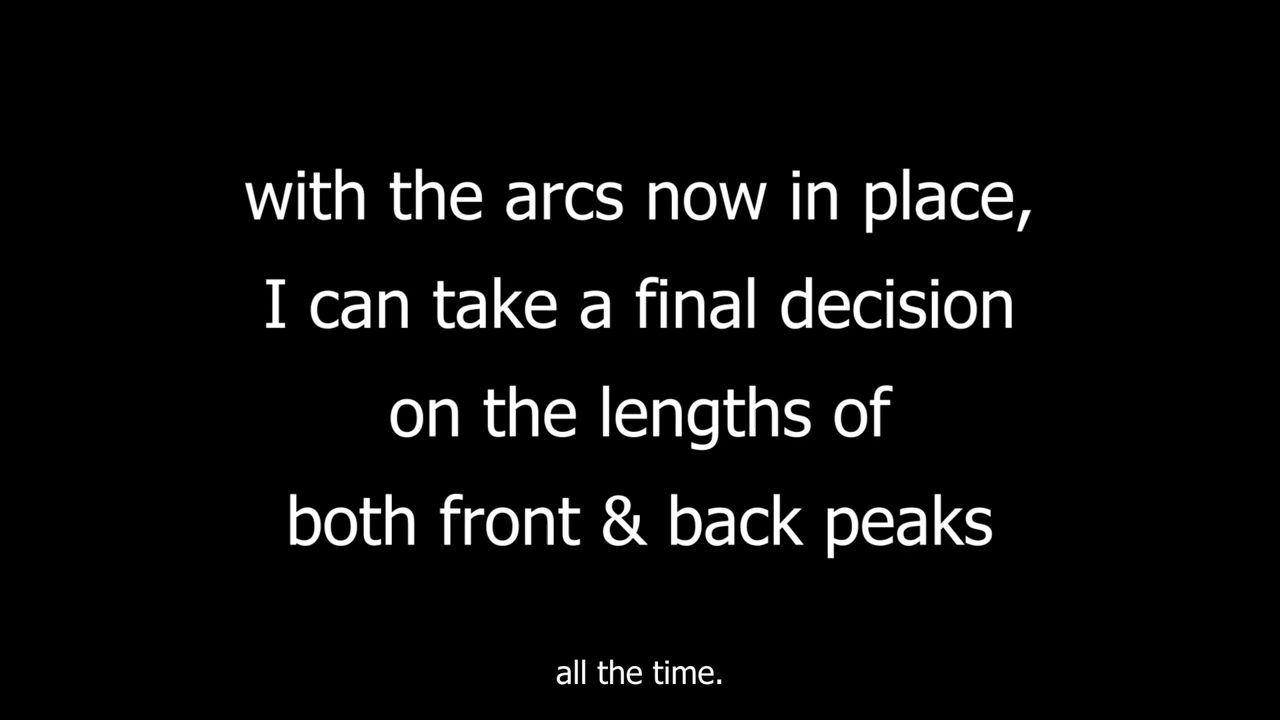 with the arcs now in place,
I can take a final decision
on the lengths of
both front & back peaks
all the time.